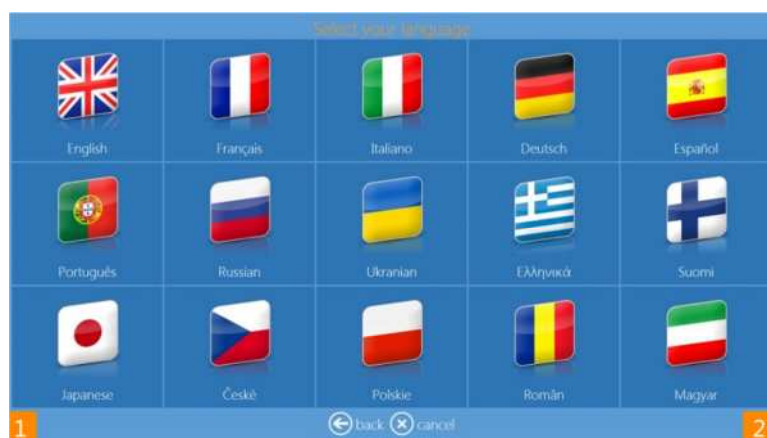 Select your language
English Français Italiano Deutsch Español
Português Russian Ukranian Ελληνικά Suomi
Japanese Českè Polskie Român Magyar
1 back cancel 2